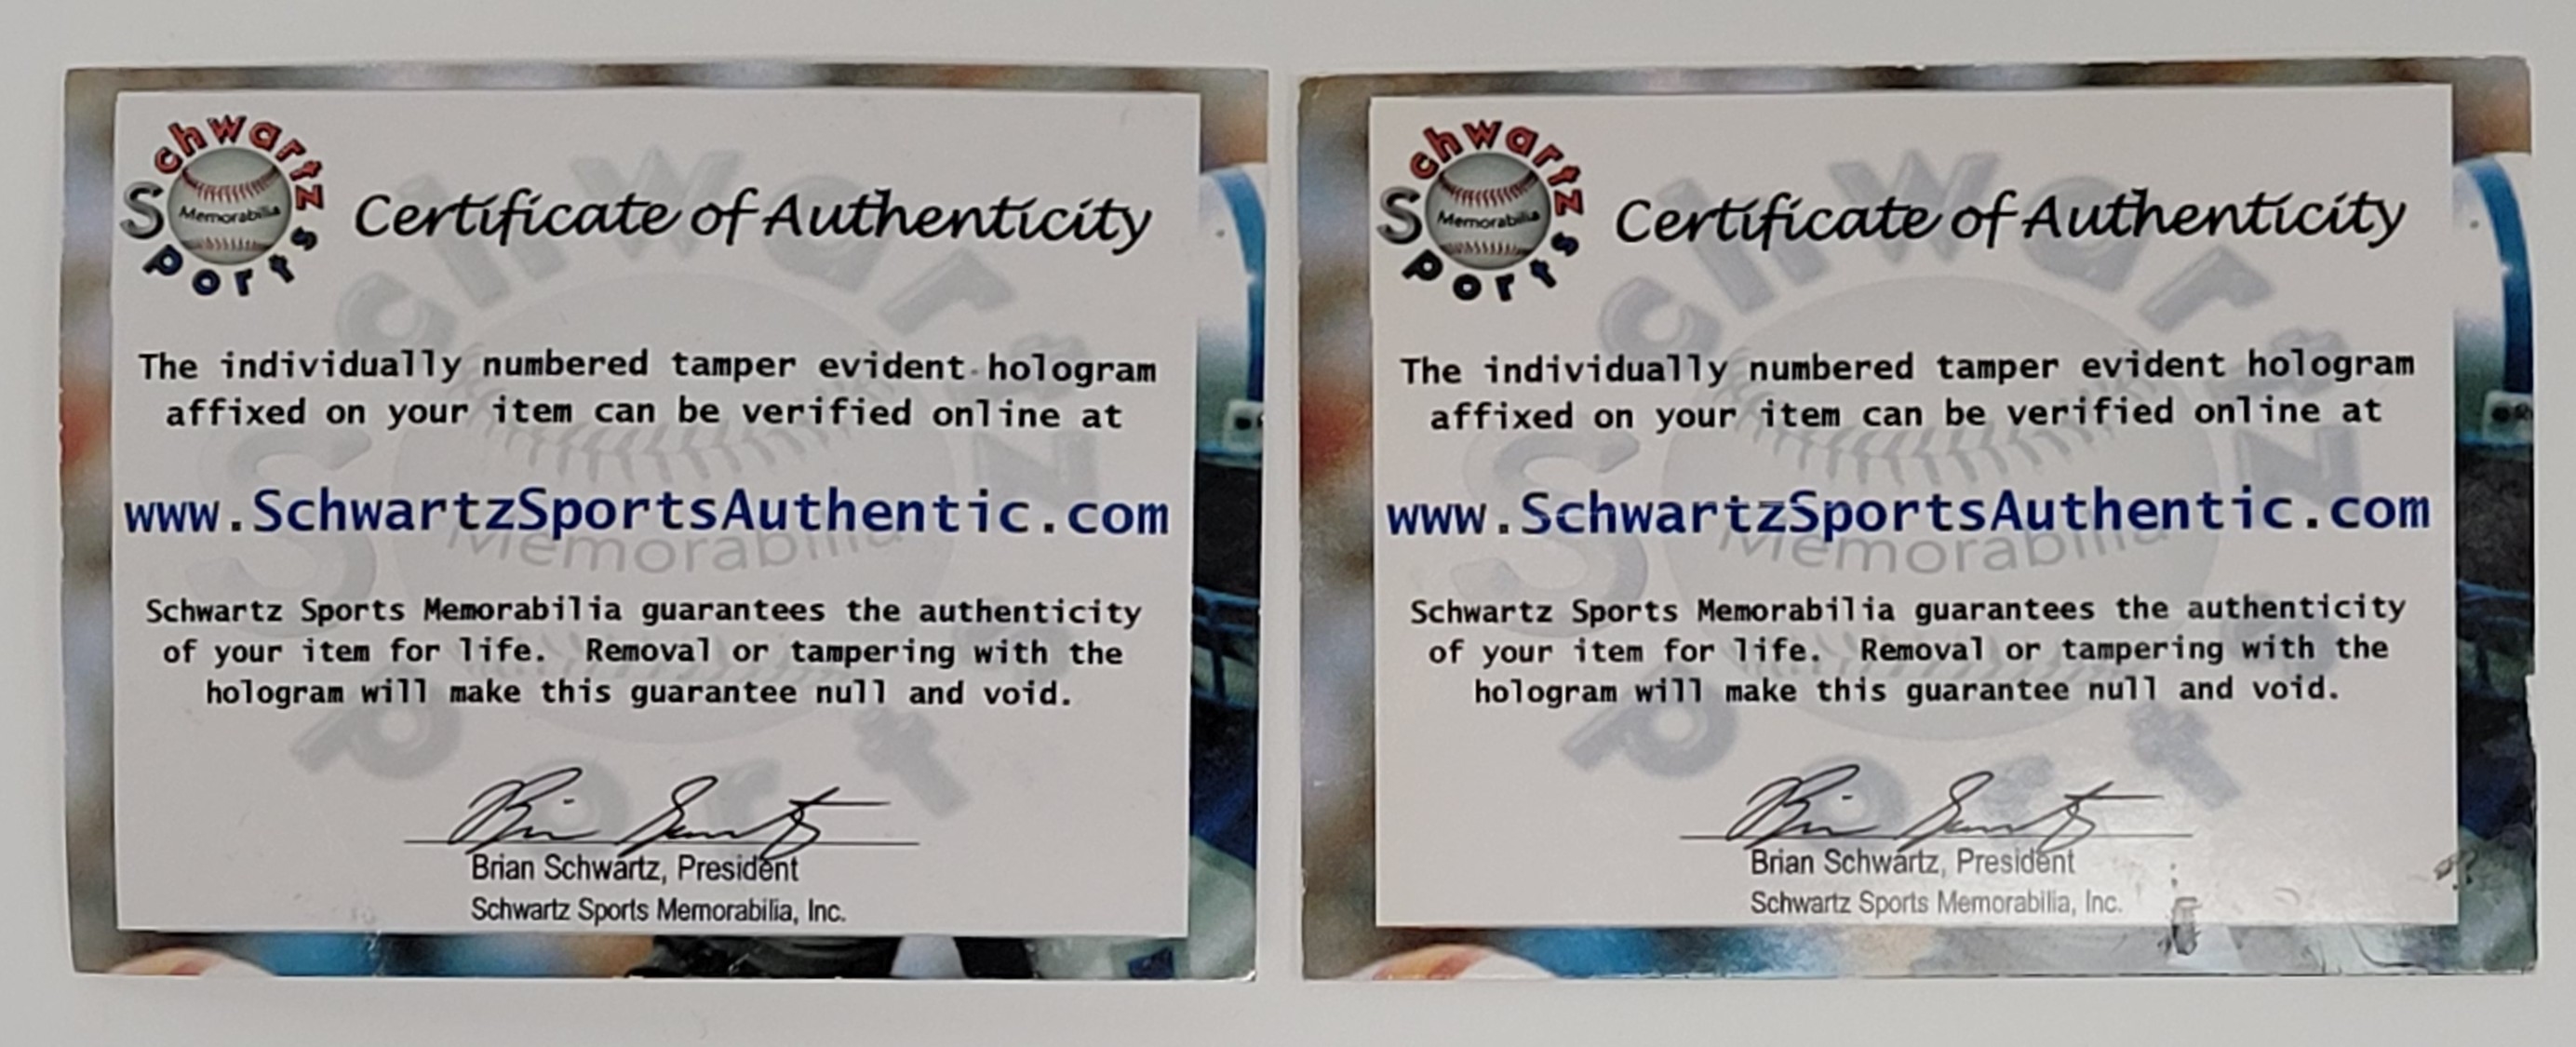 Schwartz
Sports
Memorabilia
Certificate of Authenticity
The individually numbered tamper evident hologram
affixed on your item can be verified online at
www.SchwartzSportsAuthentic.com
Schwartz Sports Memorabilia guarantees the authenticity
of your item for life. Removal or tampering with the
hologram will make this guarantee null and void.
Brian Schwartz, President
Schwartz Sports Memorabilia, Inc.
Schwartz
Sports
Memorabilia
Certificate of Authenticity
The individually numbered tamper evident hologram
affixed on your item can be verified online at
www.SchwartzSportsAuthentic.com
Schwartz Sports Memorabilia guarantees the authenticity
of your item for life. Removal or tampering with the
hologram will make this guarantee null and void.
Brian Schwartz, President
Schwartz Sports Memorabilia, Inc.